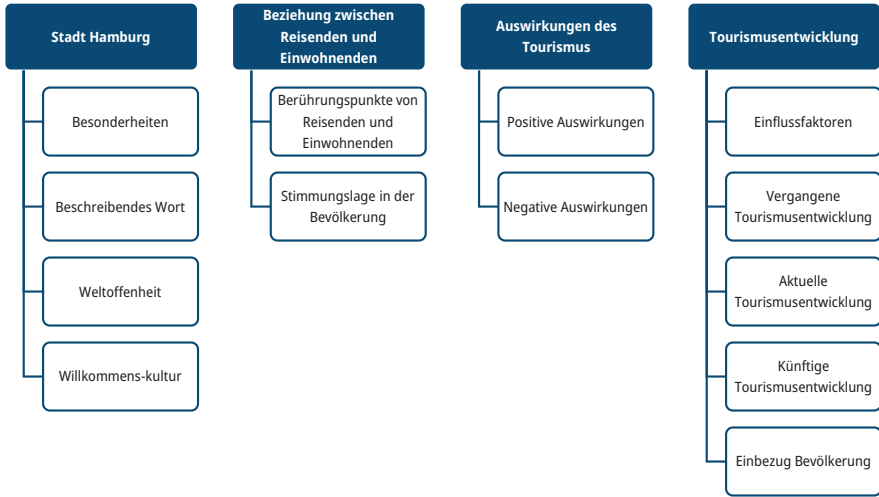 Stadt Hamburg
Besonderheiten
Beschreibendes Wort
Weltoffenheit
Willkommens-kultur
Beziehung zwischen
Reisenden und
Einwohnenden
Berührungspunkte von
Reisenden und
Einwohnenden
Stimmungslage in der
Bevölkerung
Auswirkungen des
Tourismus
Positive Auswirkungen
Negative Auswirkungen
Tourismusentwicklung
Einflussfaktoren
Vergangene
Tourismusentwicklung
Aktuelle
Tourismusentwicklung
Künftige
Tourismusentwicklung
Einbezug Bevölkerung